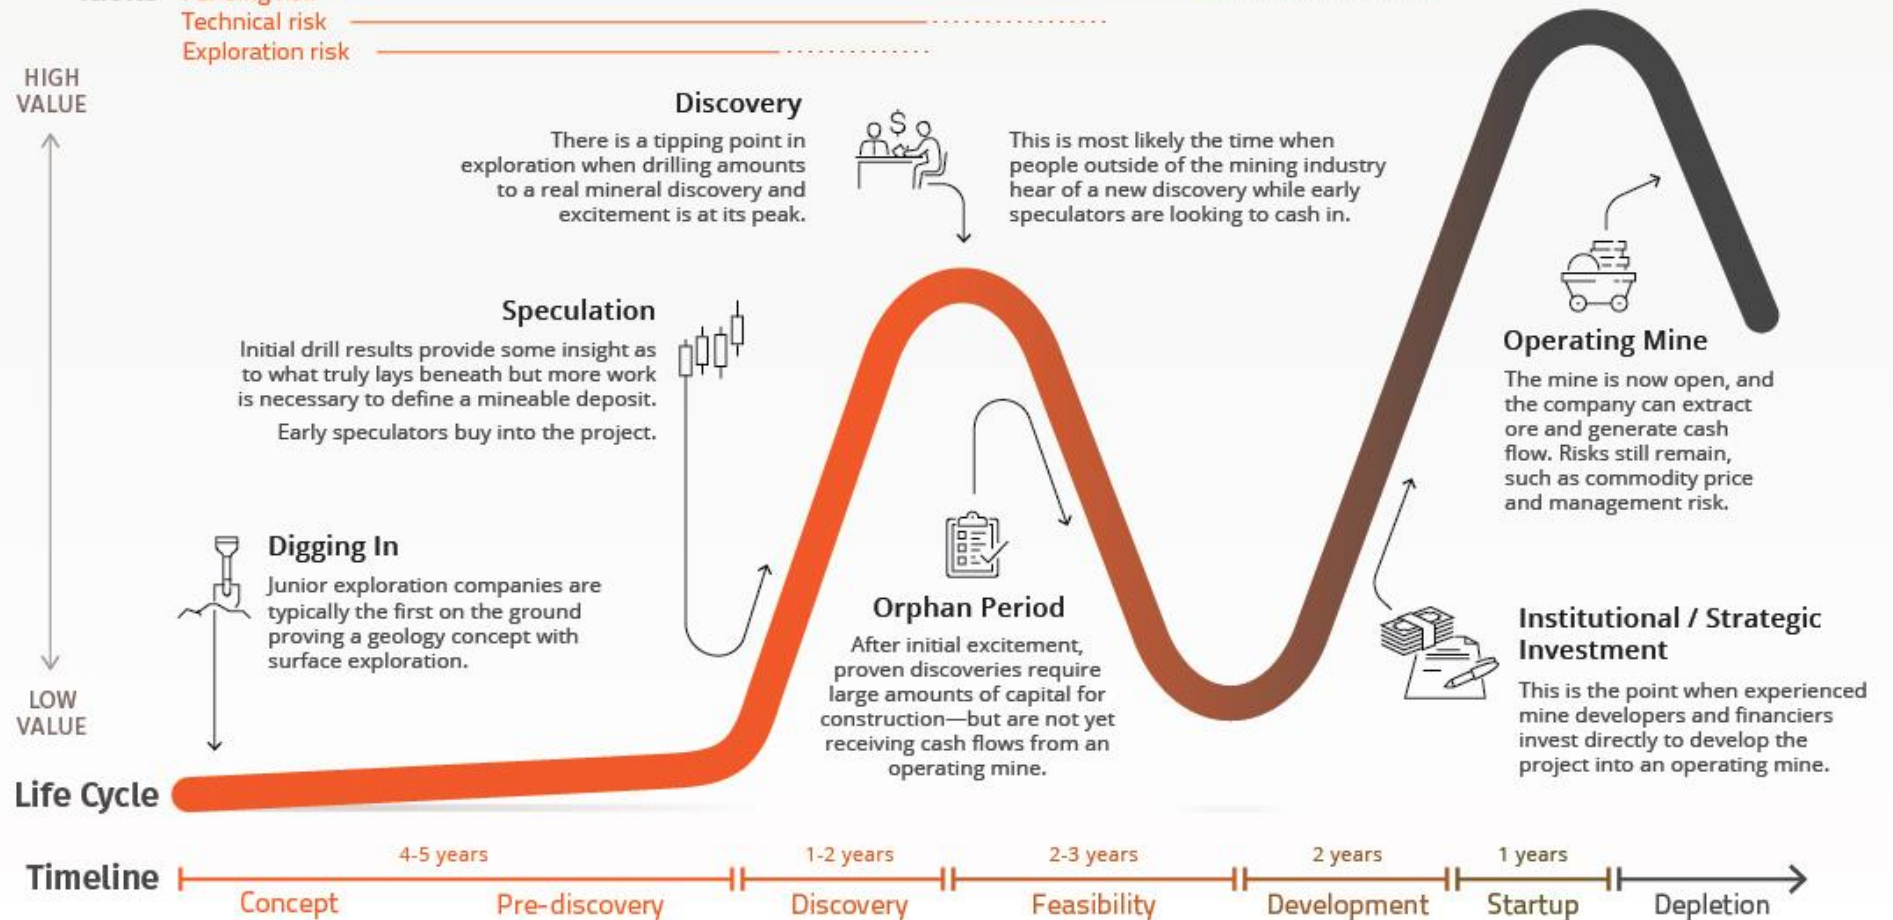 Technical risk
Exploration risk
HIGH
VALUE
LOW
VALUE
Discovery
There is a tipping point in
exploration when drilling amounts
to a real mineral discovery and
excitement is at its peak.
$
This is most likely the time when
people outside of the mining industry
hear of a new discovery while early
speculators are looking to cash in.
Speculation
Initial drill results provide some insight as
to what truly lays beneath but more work
is necessary to define a mineable deposit.
Early speculators buy into the project.
Digging In
Junior exploration companies are
typically the first on the ground
proving a geology concept with
surface exploration.
Orphan Period
After initial excitement,
proven discoveries require
large amounts of capital for
construction—but are not yet
receiving cash flows from an
operating mine.
Operating Mine
The mine is now open, and
the company can extract
ore and generate cash
flow. Risks still remain,
such as commodity price
and management risk.
Institutional / Strategic
Investment
This is the point when experienced
mine developers and financiers
invest directly to develop the
project into an operating mine.
Life Cycle
Timeline
4-5 years
1-2 years
2-3 years
2 years
1 years
Concept
Pre-discovery
Discovery
Feasibility
Development
Startup
Depletion